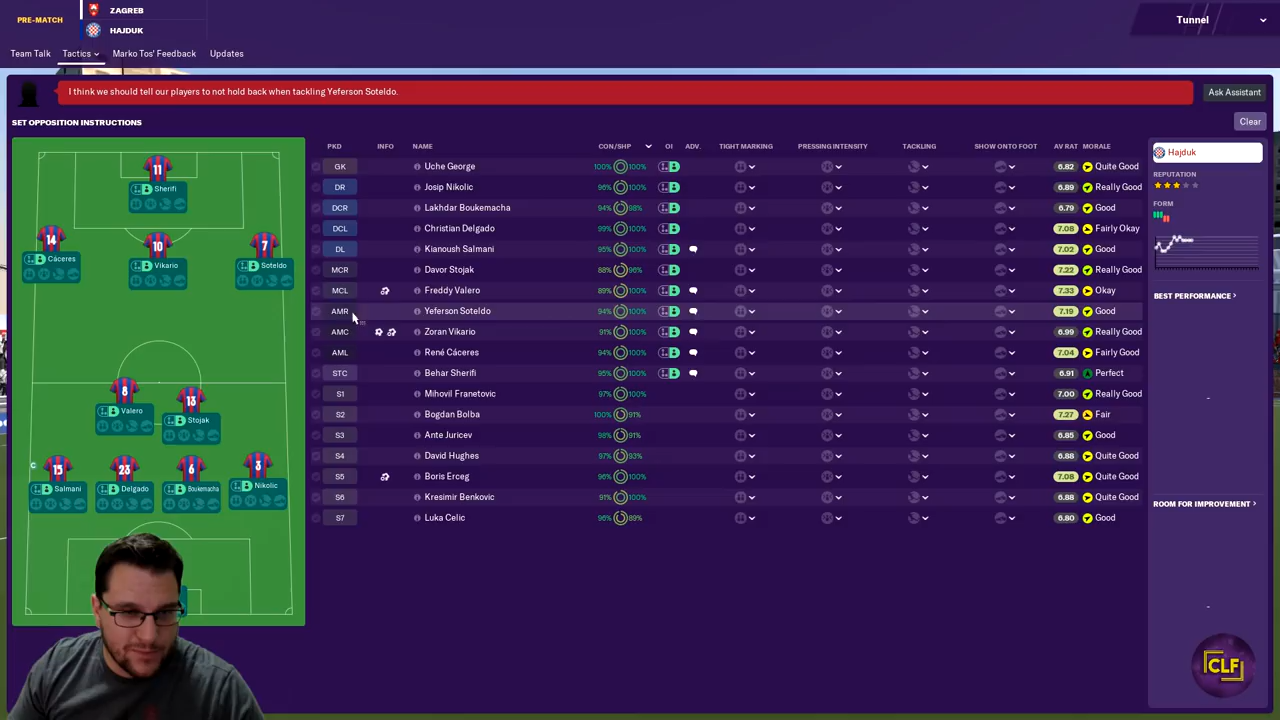 PRE-MATCH
ZAGREB
HAJDUK
Tunnel
Team Talk Tactics Marko Tos' Feedback Updates
I think we should tell our players to not hold back when tackling Yeferson Soteldo.
Ask Assistant
SET OPPOSITION INSTRUCTIONS
Clear
PKD INFO NAME CON/SHP OI ADV. TIGHT MARKING PRESSING INTENSITY TACKLING SHOW ONTO FOOT AV RAT MORALE
GK Uche George 100% 100% 6.82 Quite Good
DR Josip Nikolic 96% 100% 6.89 Really Good
DCR Lakhdar Boukemacha 94% 98% 6.79 Good
DCL Christian Delgado 99% 100% 7.08 Fairly Okay
DL Kianoush Salmani 95% 100% 7.02 Good
MCR Davor Stojak 88% 96% 7.22 Really Good
MCL Freddy Valero 89% 100% 7.33 Okay
AMR Yeferson Soteldo 94% 100% 7.19 Good
AMC Zoran Vikario 91% 100% 6.99 Really Good
AML René Cáceres 94% 100% 7.04 Fairly Good
STC Behar Sherifi 95% 100% 6.91 Perfect
S1 Mihovil Franetovic 97% 100% 7.00 Really Good
S2 Bogdan Bolba 100% 91% 7.27 Fair
S3 Ante Juricev 98% 91% 6.85 Good
S4 David Hughes 97% 93% 6.88 Quite Good
S5 Boris Erceg 96% 100% 7.08 Quite Good
S6 Kresimir Benkovic 91% 100% 6.88 Quite Good
S7 Luka Celic 96% 89% 6.80 Good
11
Sherifi
14 10 7
Cáceres Vikario Soteldo
8 13
Valero Stojak
C
15 23 6 3
Salmani Delgado Boukemacha Nikolic
Hajduk
REPUTATION
FORM
BEST PERFORMANCE >
-
ROOM FOR IMPROVEMENT >
-
CLF